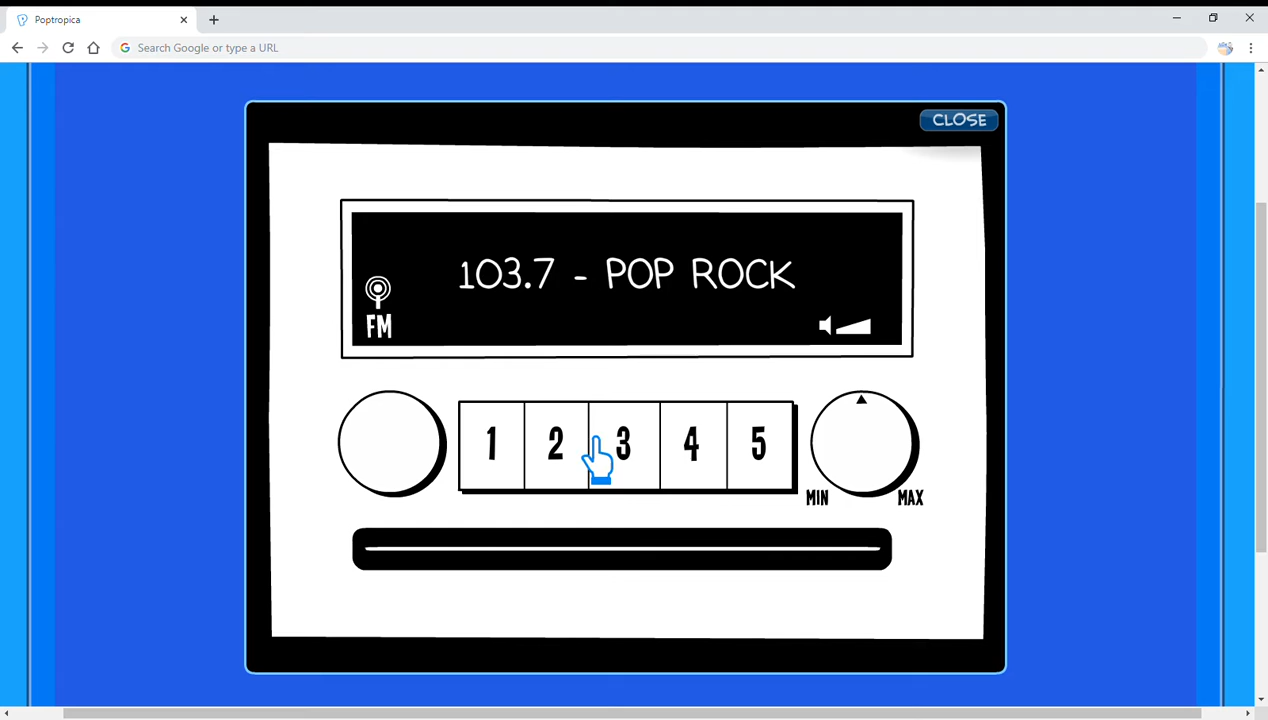 Poptropica
Search Google or type a URL
CLOSE
103.7 - POP ROCK
FM
1 2 3 4 5
MIN MAX